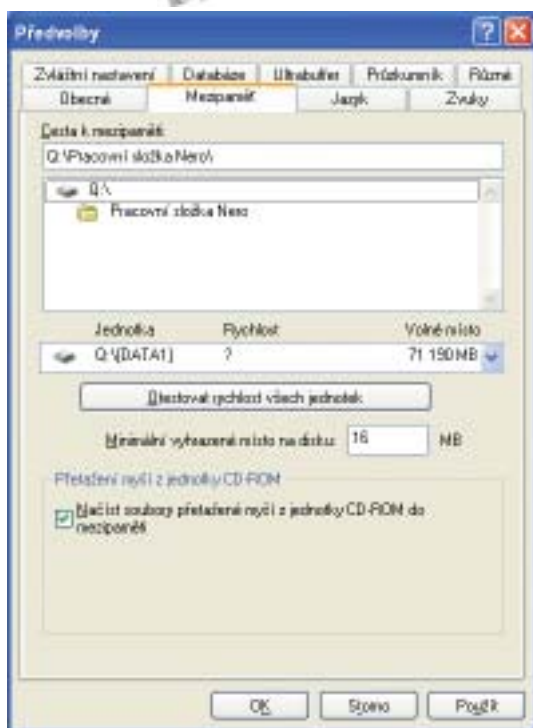 Předvolby
Zvláštní nastavení Databáze Ultrabuffer Průzkumník Různé
Obecné Mezipaměť Jazyk Zvuky
Cesta k mezipaměti
Q:\Pracovní složka Nero\
Q:\
Pracovní složka Nero
Jednotka Rychlost Volné místo
Q:\[DATA1] ? 71 190 MB
Otestovat rychlost všech jednotek
Minimální vyhrazené místo na disku: 16 MB
Přetažení myší z jednotky CD-ROM
Načíst soubory přetažené myší z jednotky CD-ROM do
mezipaměti
OK Storno Použít